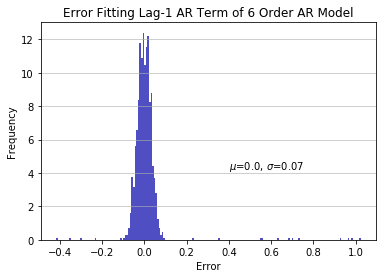 Error Fitting Lag-1 AR Term of 6 Order AR Model
12
10
8
6
4
2
0
Frequency
μ=0.0, σ=0.07
−0.4 −0.2 0.0 0.2 0.4 0.6 0.8 1.0
Error